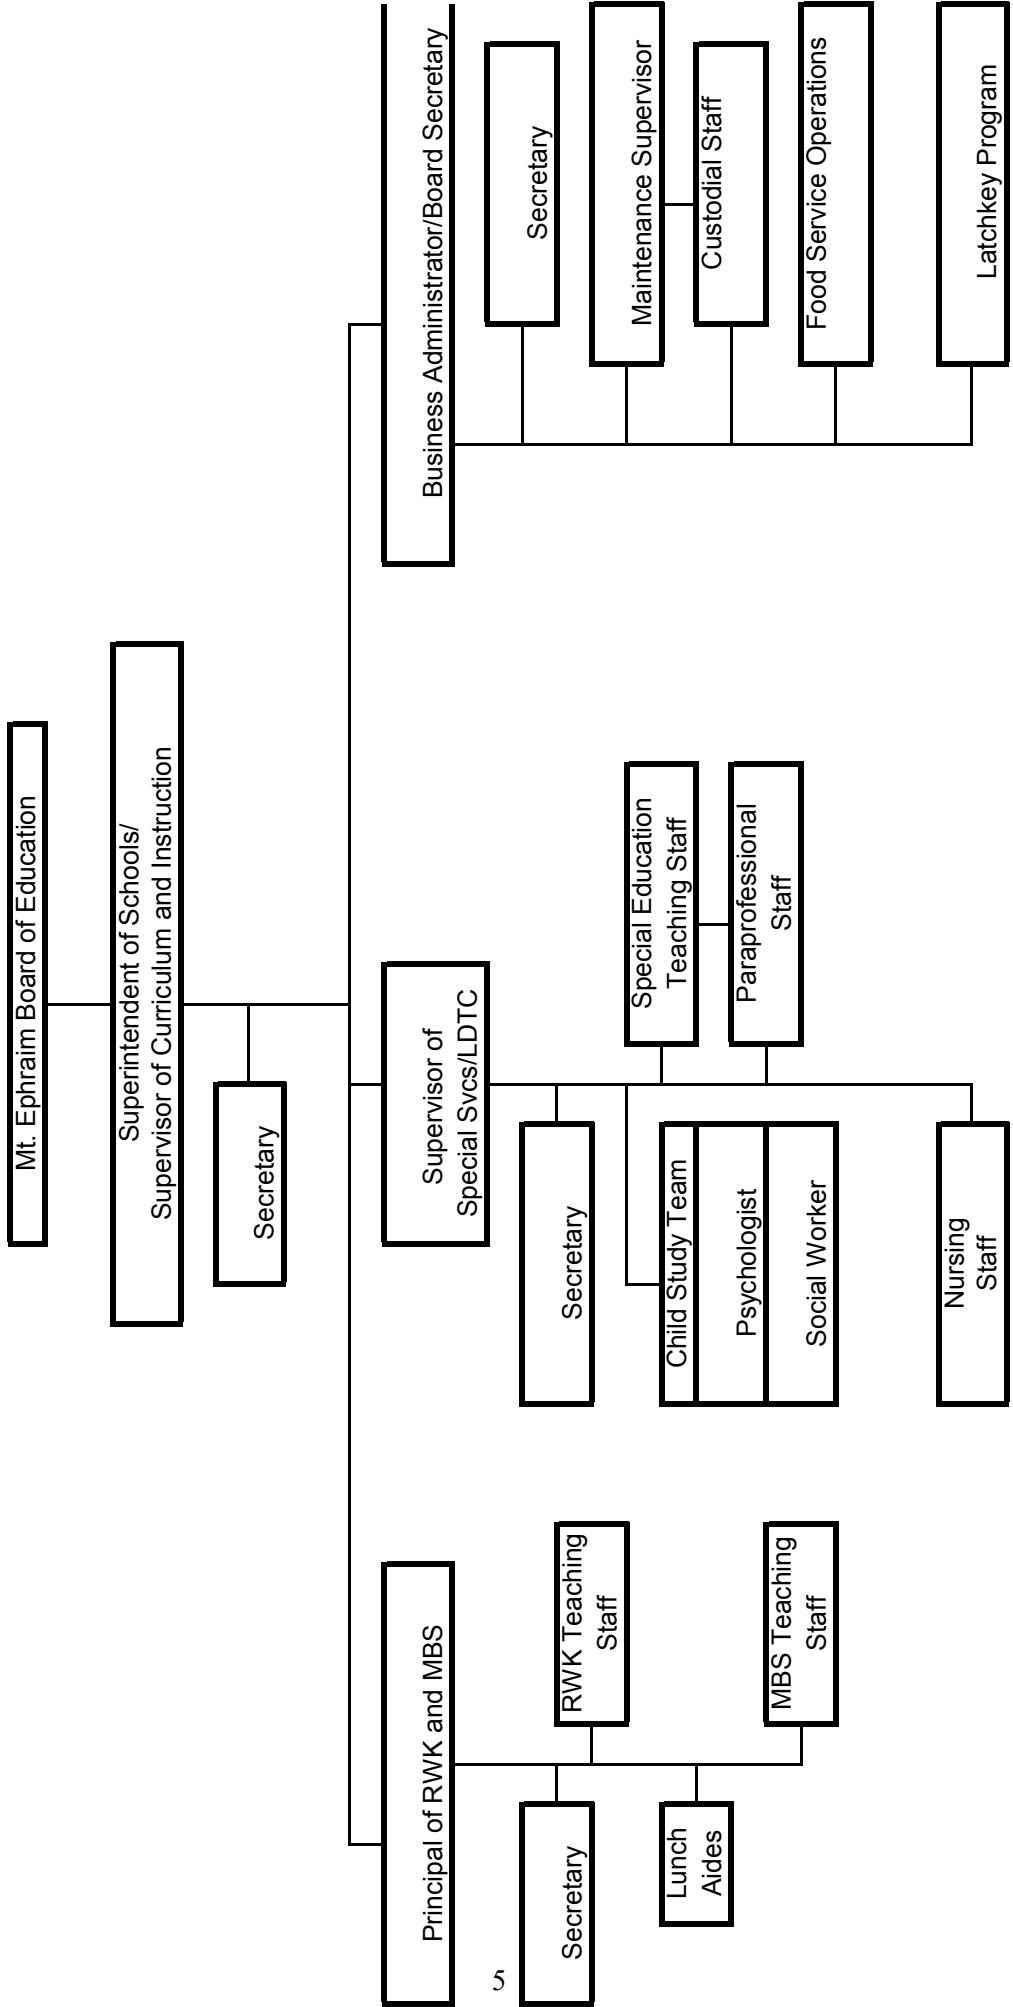 Mt. Ephraim Board of Education
Superintendent of Schools/
Supervisor of Curriculum and Instruction
Secretary
Principal of RWK and MBS
Supervisor of
Special Svcs/LDTC
Business Administrator/Board Secretary
Secretary
RWK Teaching
Staff
Lunch
Aides
MBS Teaching
Staff
Secretary
Special Education
Teaching Staff
Child Study Team
Psychologist
Social Worker
Paraprofessional
Staff
Nursing
Staff
Secretary
Maintenance Supervisor
Custodial Staff
Food Service Operations
Latchkey Program
5